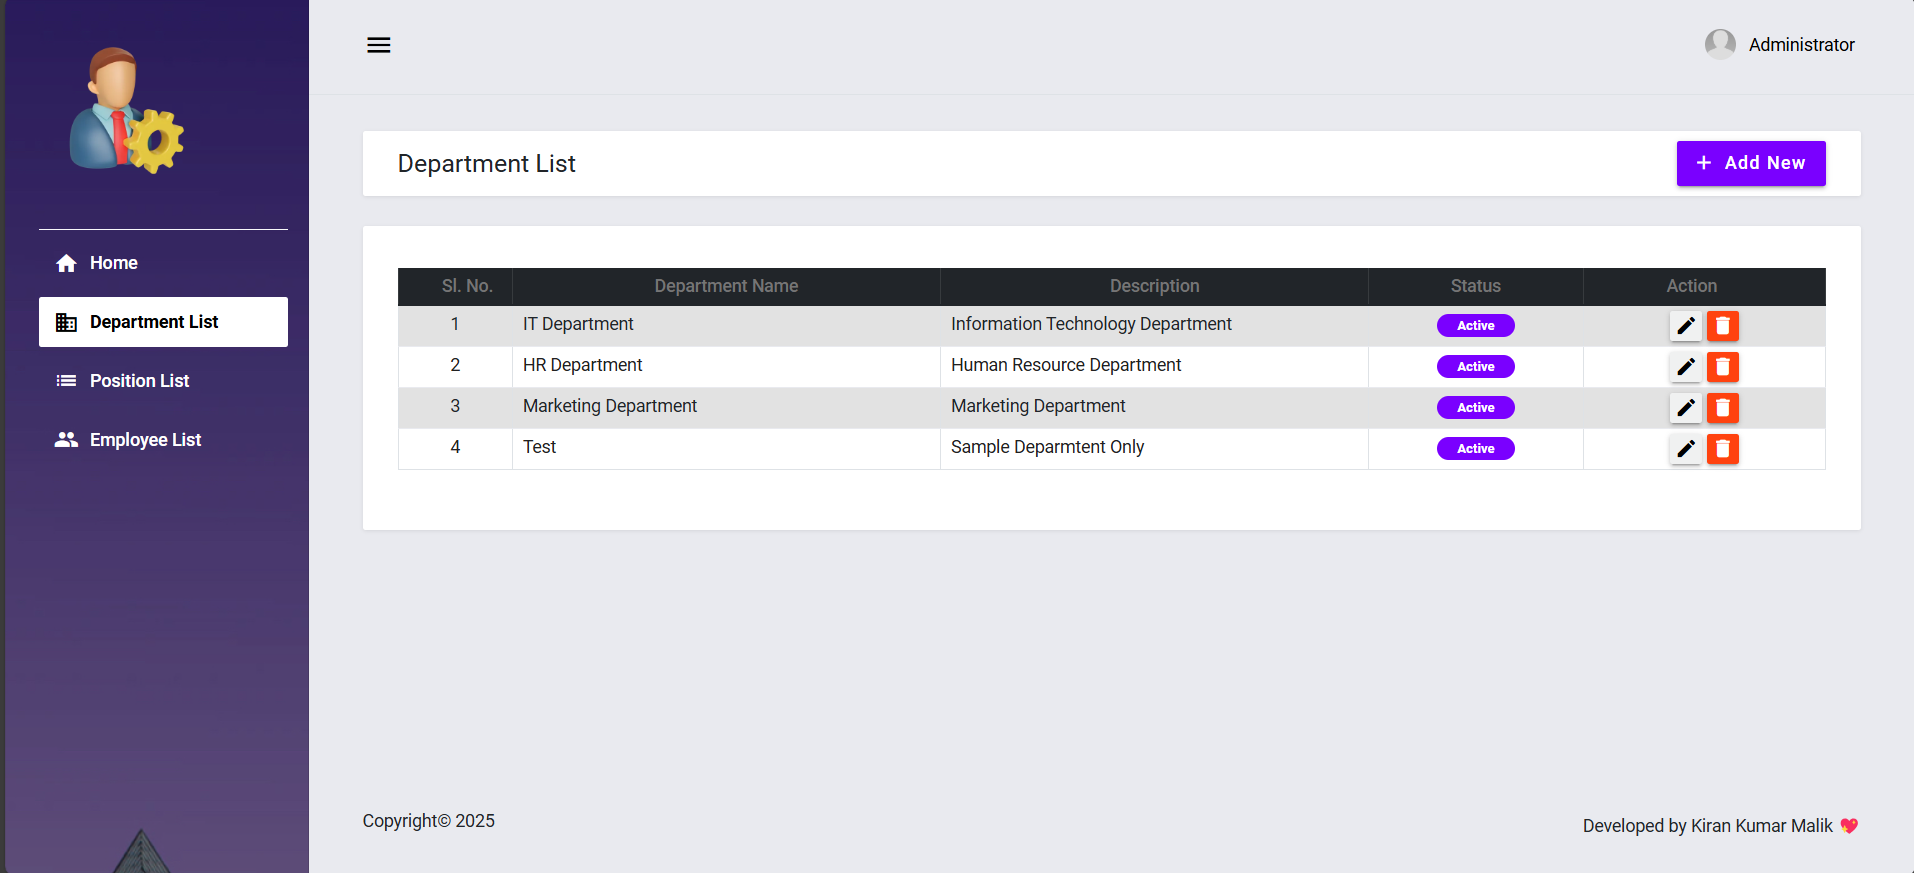 Administrator
Department List
+ Add New
Home
Department List
Position List
Employee List
Sl. No. Department Name Description Status Action
1 IT Department Information Technology Department Active
2 HR Department Human Resource Department Active
3 Marketing Department Marketing Department Active
4 Test Sample Deparmtent Only Active
Copyright© 2025
Developed by Kiran Kumar Malik 💖